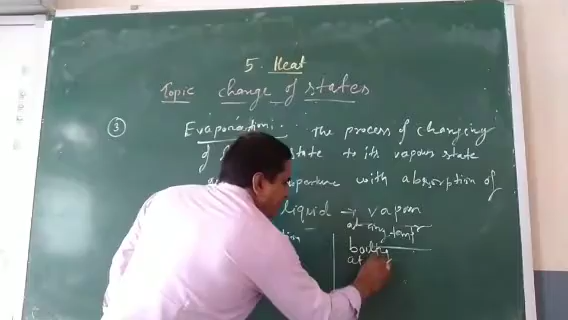 5. Heat
Topic change of states
③ Evaporation: The process of changing
of state to its vapour state
with absorption of
liquid → vapour
at any temp
boiling
at